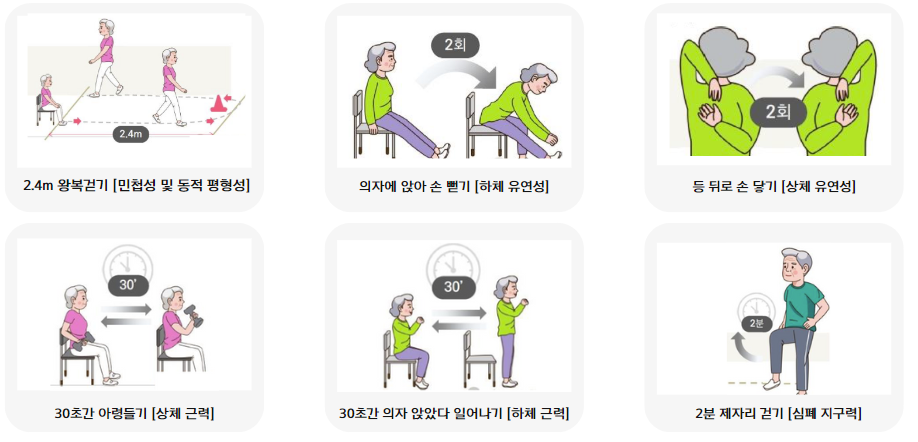 2.4m
2.4m 왕복걷기 [민첩성 및 동적 평형성]
2회
의자에 앉아 손 뻗기 [하체 유연성]
2회
등 뒤로 손 닿기 [상체 유연성]
30'
30초간 아령들기 [상체 근력]
30'
30초간 의자 앉았다 일어나기 [하체 근력]
2분
2분 제자리 걷기 [심폐 지구력]